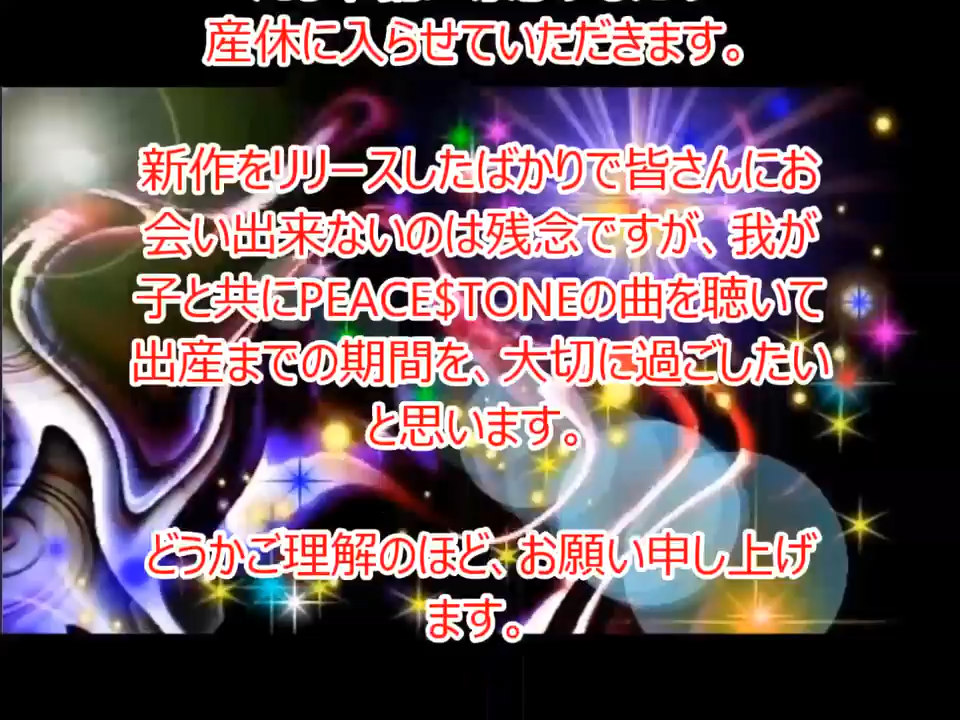 産休に入らせていただきます。
新作をリリースしたばかりで皆さんにお
会い出来ないのは残念ですが、我が
子と共にPEACE$TONEの曲を聴いて
出産までの期間を、大切に過ごしたい
と思います。
どうかご理解のほど、お願い申し上げ
ます。